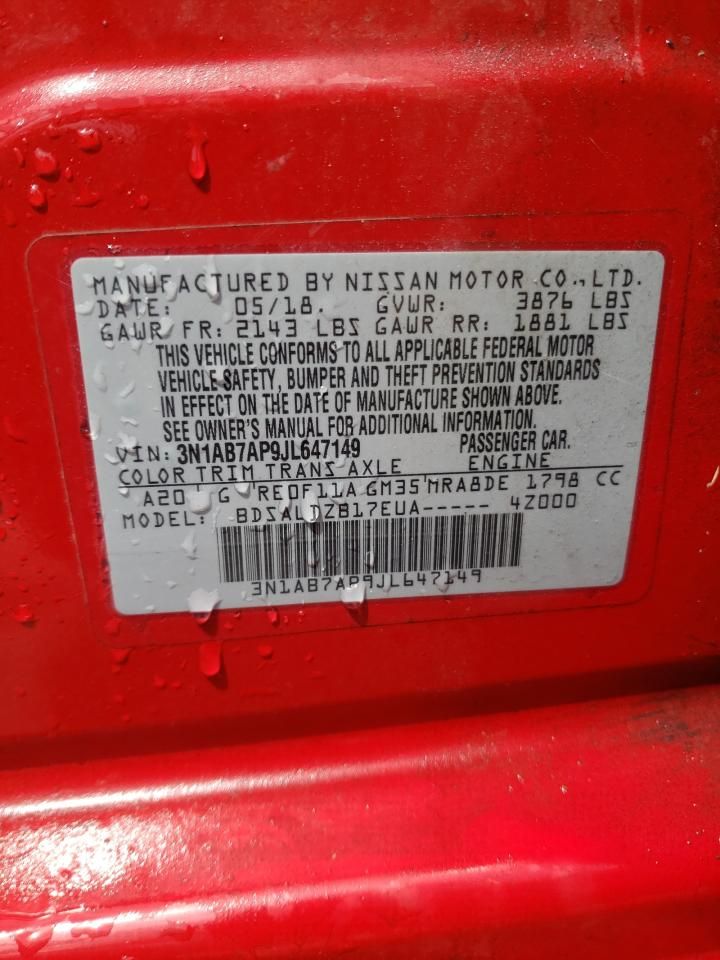 MANUFACTURED BY NISSAN MOTOR CO., LTD.
DATE: 05/18. GVWR: 3876 LBS
GAWR FR: 2143 LBS GAWR RR: 1881 LBS
THIS VEHICLE CONFORMS TO ALL APPLICABLE FEDERAL MOTOR
VEHICLE SAFETY, BUMPER AND THEFT PREVENTION STANDARDS
IN EFFECT ON THE DATE OF MANUFACTURE SHOWN ABOVE.
SEE OWNER'S MANUAL FOR ADDITIONAL INFORMATION.
VIN: 3N1AB7AP9JL647149 PASSENGER CAR.
COLOR TRIM TRANS AXLE ENGINE
A20 G RE0F11A GM35 MRA8DE 1798 CC
MODEL: BDSALDZB17EUA----- 4Z000
3N1AB7AP9JL647149